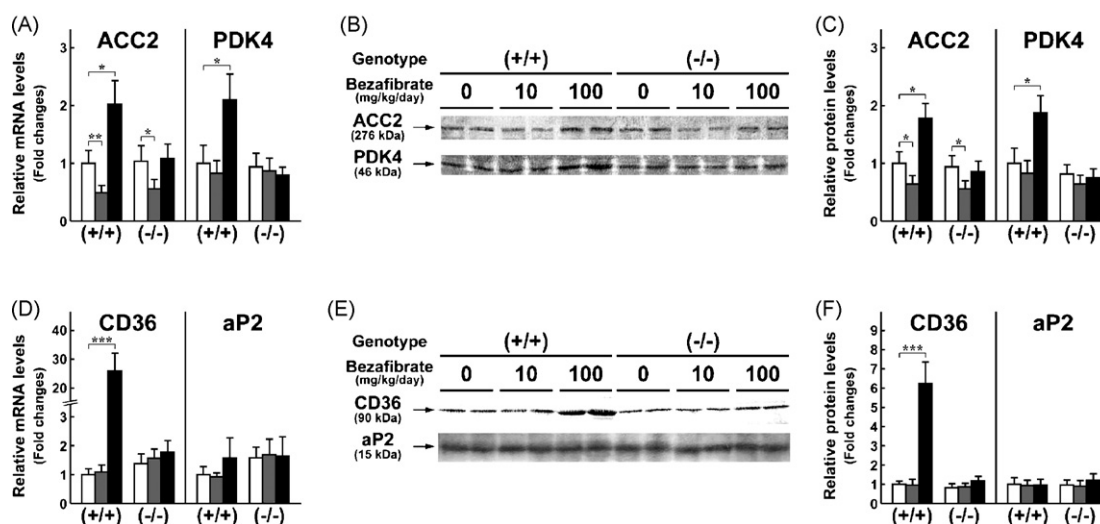 (A)
ACC2 PDK4
Relative mRNA levels
(Fold changes)
3
2
1
0
* ** * *
(+/+) (-/-) (+/+) (-/-)
(B)
Genotype (+/+) (-/-)
Bezafibrate
(mg/kg/day) 0 10 100 0 10 100
ACC2
(276 kDa)
PDK4
(46 kDa)
(C)
ACC2 PDK4
Relative protein levels
(Fold changes)
3
2
1
0
* * * *
(+/+) (-/-) (+/+) (-/-)
(D)
CD36 aP2
Relative mRNA levels
(Fold changes)
40
30
20
4
3
2
1
0
***
(+/+) (-/-) (+/+) (-/-)
(E)
Genotype (+/+) (-/-)
Bezafibrate
(mg/kg/day) 0 10 100 0 10 100
CD36
(90 kDa)
aP2
(15 kDa)
(F)
CD36 aP2
Relative protein levels
(Fold changes)
9
8
7
6
5
4
3
2
1
0
***
(+/+) (-/-) (+/+) (-/-)